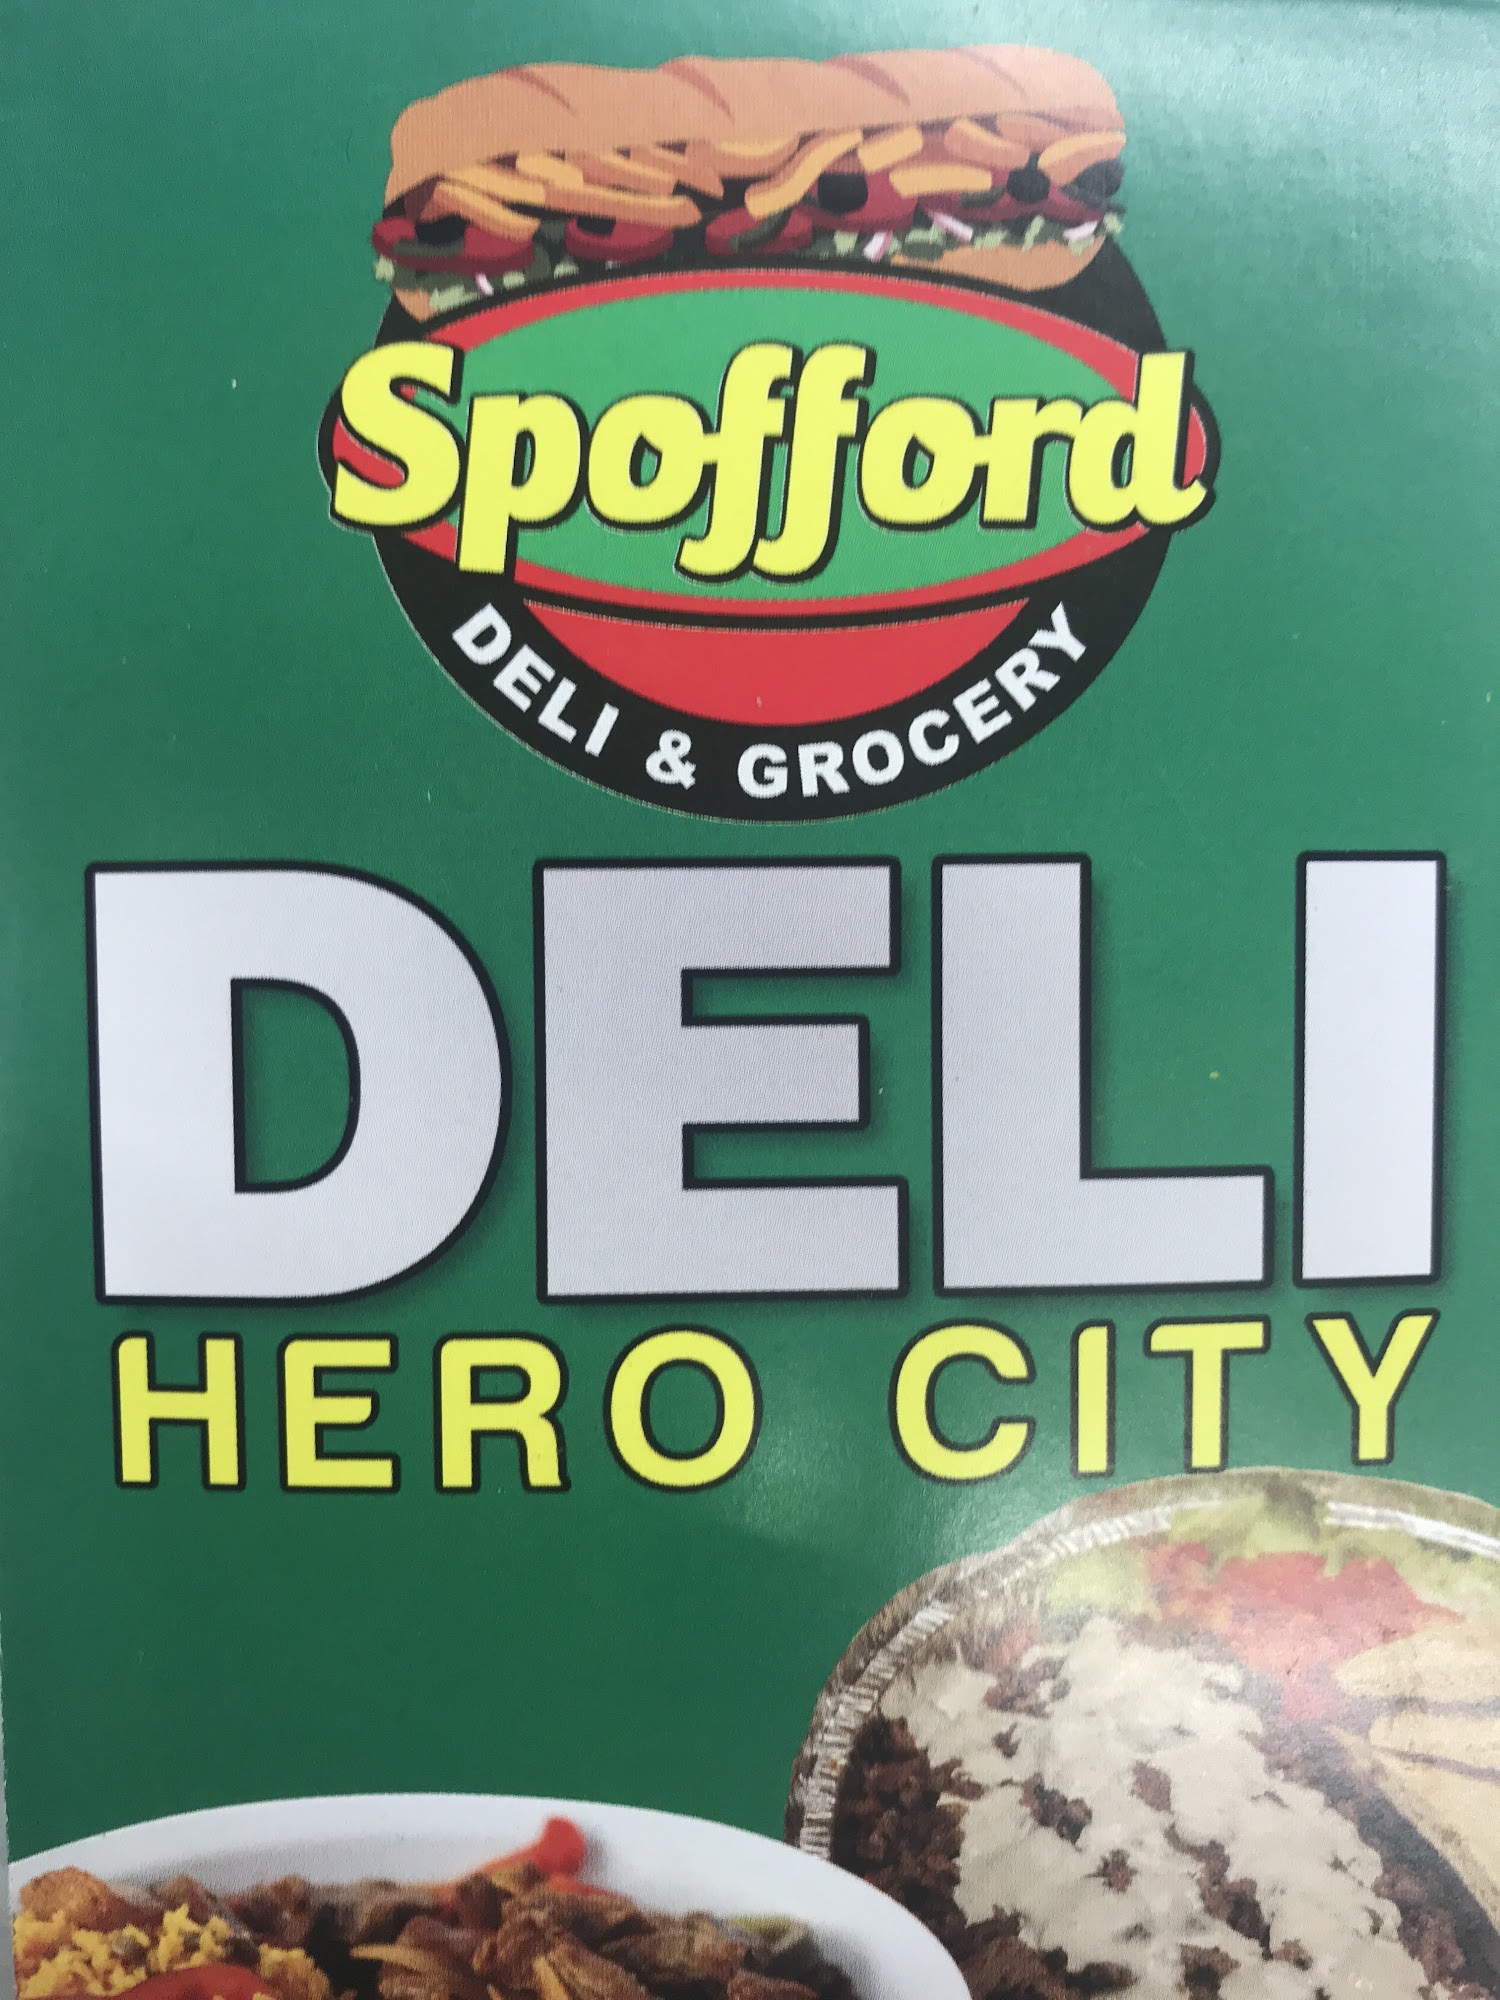 Spofford
DELI & GROCERY
DELI
HERO CITY